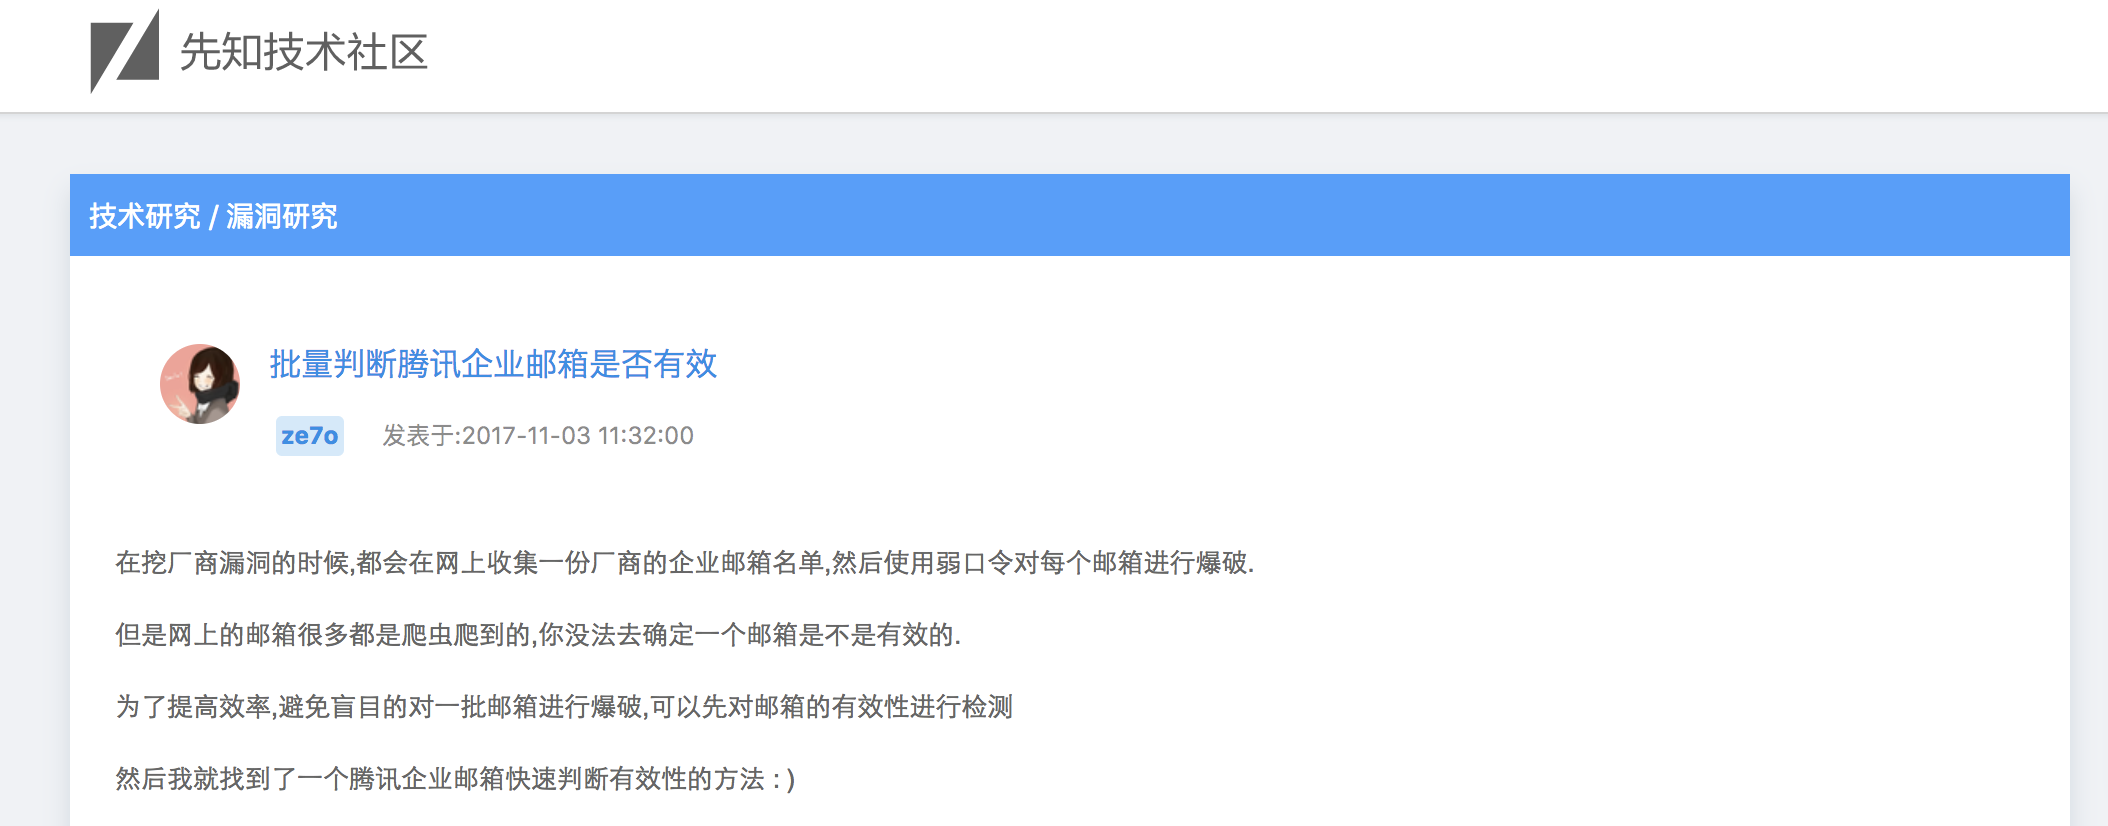 先知技术社区
技术研究 / 漏洞研究
批量判断腾讯企业邮箱是否有效
ze7o 发表于:2017-11-03 11:32:00
在挖厂商漏洞的时候,都会在网上收集一份厂商的企业邮箱名单,然后使用弱口令对每个邮箱进行爆破.
但是网上的邮箱很多都是爬虫爬到的,你没法去确定一个邮箱是不是有效的.
为了提高效率,避免盲目的对一批邮箱进行爆破,可以先对邮箱的有效性进行检测
然后我就找到了一个腾讯企业邮箱快速判断有效性的方法 : )